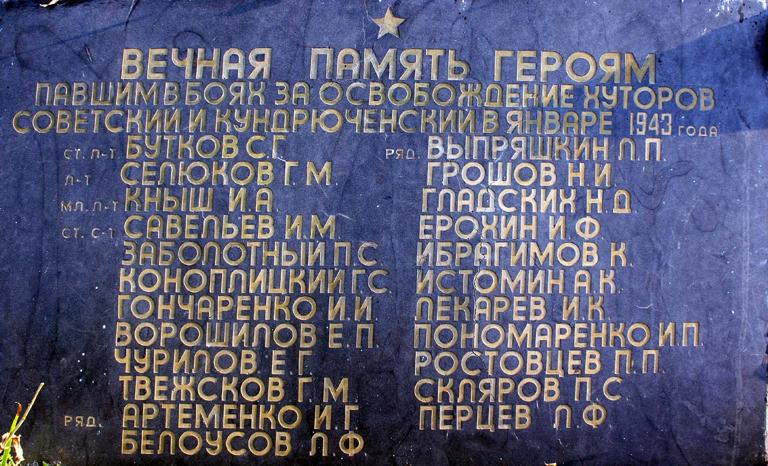 ВЕЧНАЯ ПАМЯТЬ ГЕРОЯМ
ПАВШИМ В БОЯХ ЗА ОСВОБОЖДЕНИЕ ХУТОРОВ
СОВЕТСКИЙ И КУНДРЮЧЕНСКИЙ В ЯНВАРЕ 1943 ГОДА
СТ. Л-Т БУТКОВ С.Г.
Л-Т СЕЛЮКОВ Г.М.
МЛ. Л-Т КНЫШ И.А.
СТ. С-Т САВЕЛЬЕВ И.М.
ЗАБОЛОТНЫЙ П.С.
КОНОПЛИЦКИЙ Г.С.
ГОНЧАРЕНКО И.И.
ВОРОШИЛОВ Е.П.
ЧУРИЛОВ Е.Г.
ТВЕЖСКОВ Г.М.
РЯД. АРТЕМЕНКО И.Г.
БЕЛОУСОВ Л.Ф.
РЯД. ВЫПРЯШКИН Л.П.
ГРОШОВ Н.И.
ГЛАДСКИХ Н.Д.
ЕРОХИН И.Ф.
ИБРАГИМОВ К.
ИСТОМИН А.К.
ЛЕКАРЕВ И.К.
ПОНОМАРЕНКО И.П.
РОСТОВЦЕВ П.П.
СКЛЯРОВ П.С.
ПЕРЦЕВ Л.Ф.